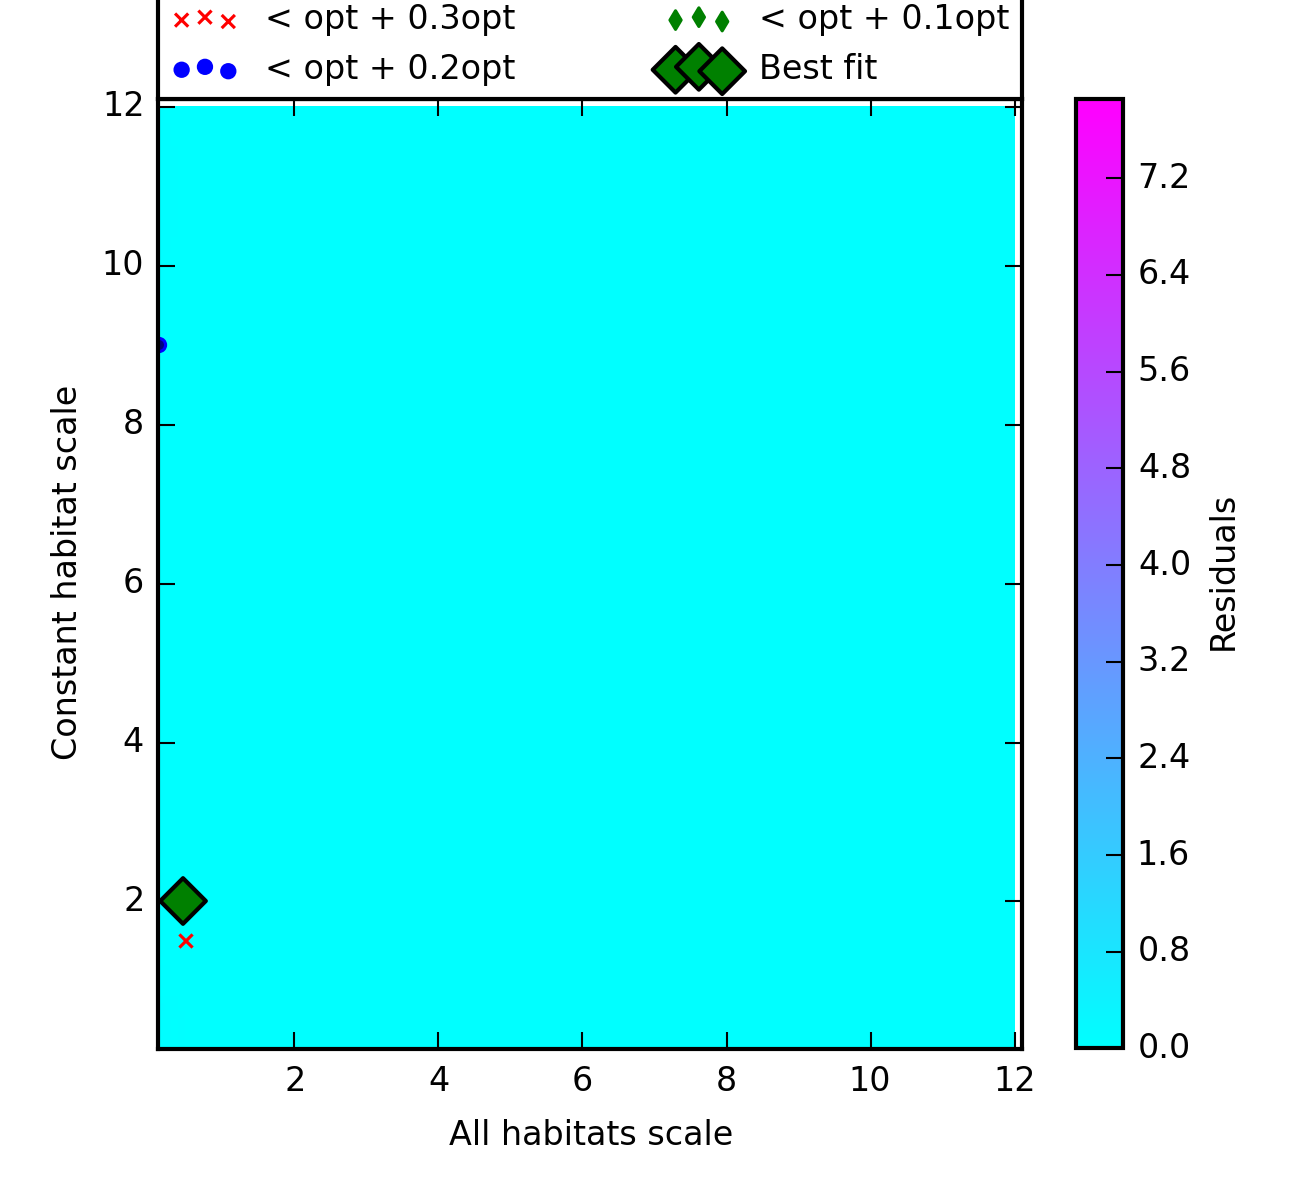 < opt + 0.3opt
< opt + 0.1opt
< opt + 0.2opt
Best fit
12
10
8
6
4
2
Constant habitat scale
2 4 6 8 10 12
All habitats scale
7.2
6.4
5.6
4.8
4.0
3.2
2.4
1.6
0.8
0.0
Residuals